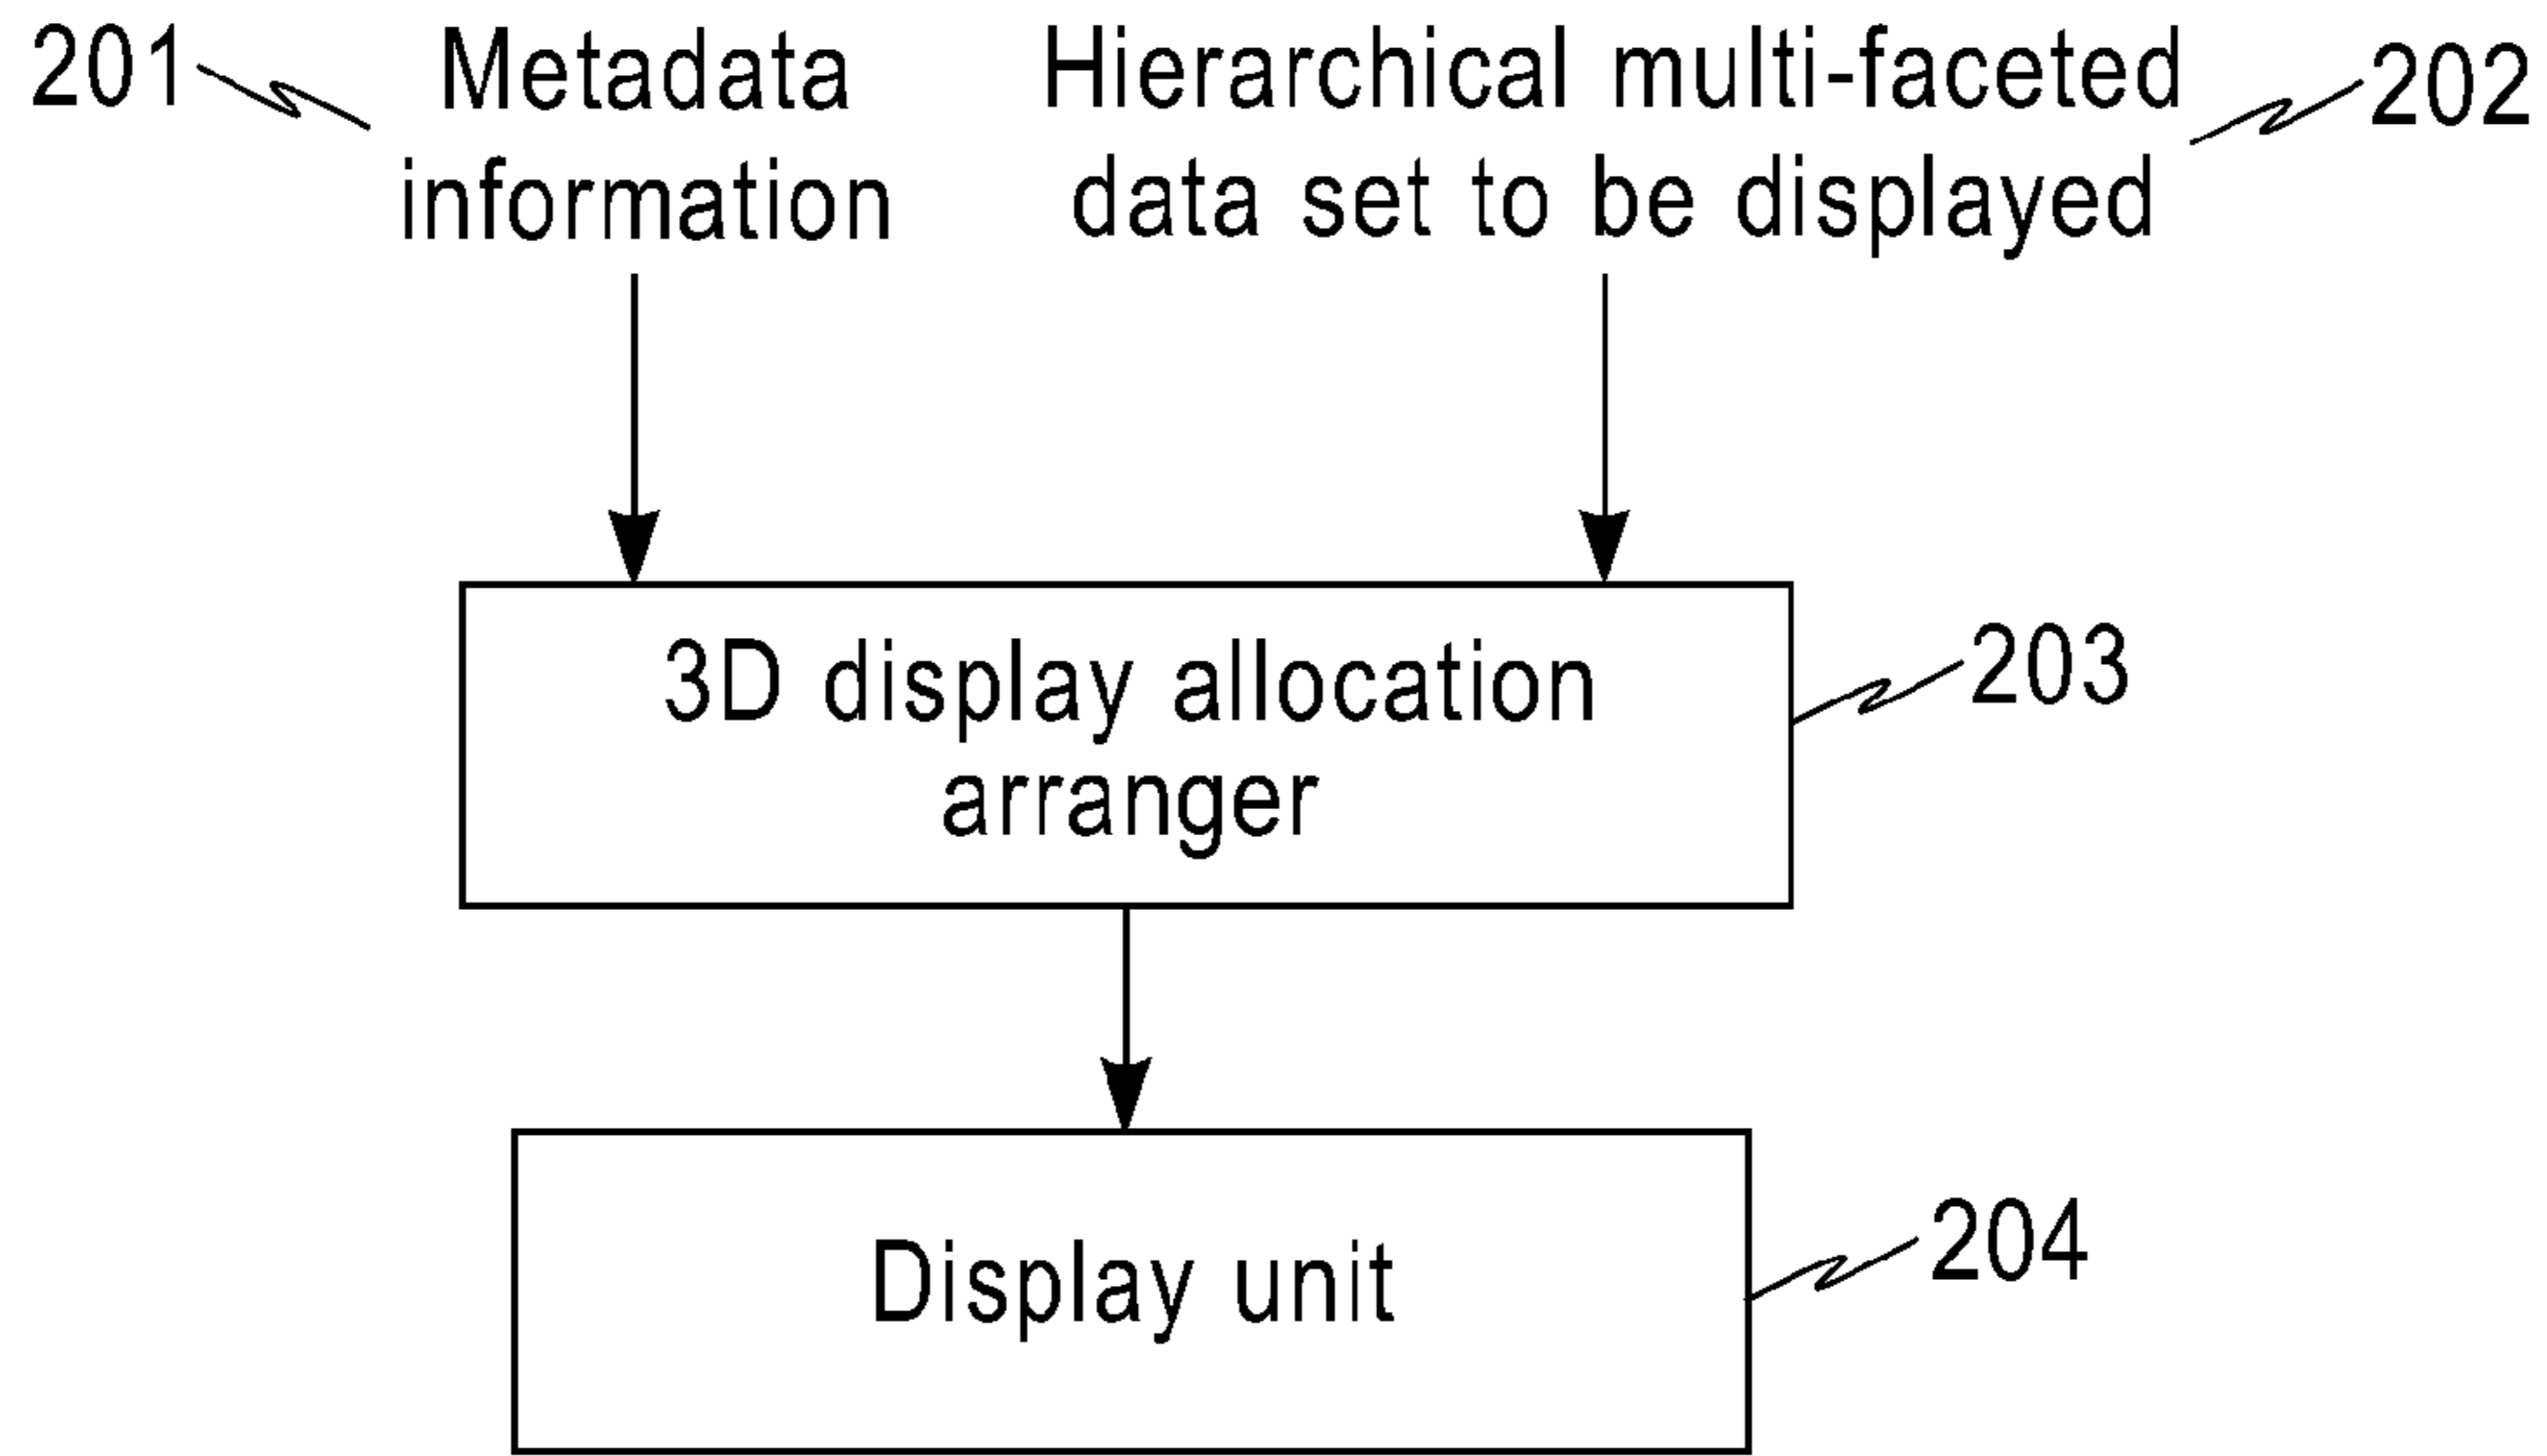 201
Metadata
information
Hierarchical multi-faceted
data set to be displayed
202
3D display allocation
arranger
203
Display unit
204